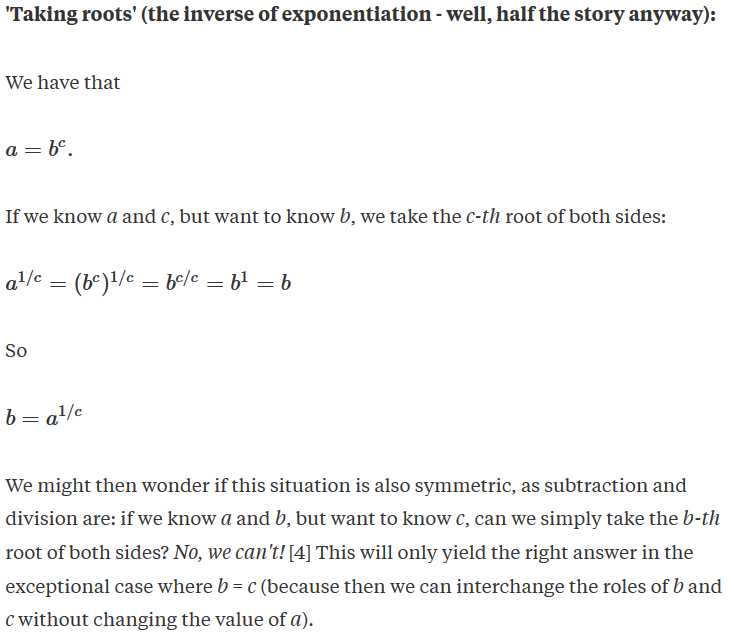 'Taking roots' (the inverse of exponentiation - well, half the story anyway):
We have that
a = b^c.
If we know a and c, but want to know b, we take the c-th root of both sides:
a^{1/c} = (b^c)^{1/c} = b^{c/c} = b^1 = b
So
b = a^{1/c}
We might then wonder if this situation is also symmetric, as subtraction and
division are: if we know a and b, but want to know c, can we simply take the b-th
root of both sides? No, we can't! [4] This will only yield the right answer in the
exceptional case where b = c (because then we can interchange the roles of b and
c without changing the value of a).